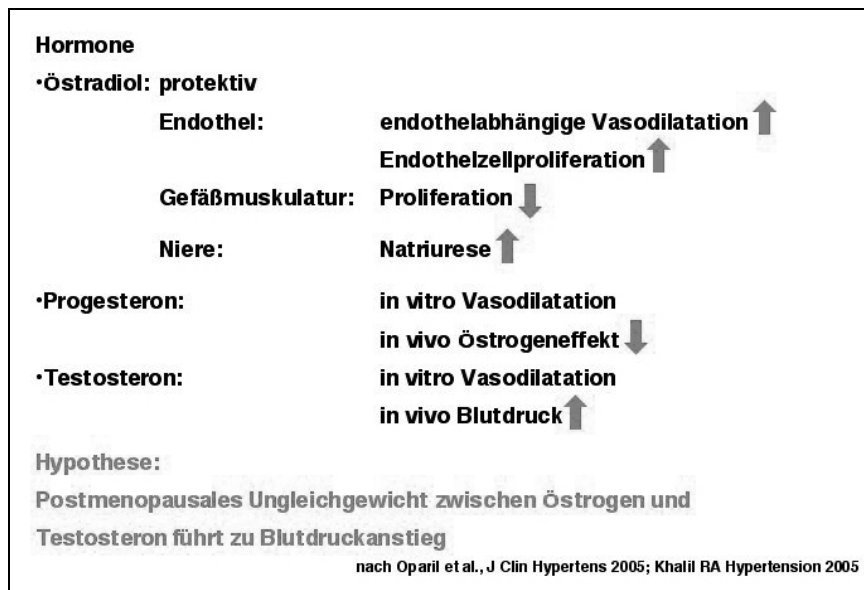 Hormone
•Östradiol: protektiv
Endothel: endothelabhängige Vasodilatation
Endothelzellproliferation
Gefäßmuskulatur: Proliferation
Niere: Natriurese
•Progesteron: in vitro Vasodilatation
in vivo Östrogeneffekt
•Testosteron: in vitro Vasodilatation
in vivo Blutdruck
Hypothese:
Postmenopausales Ungleichgewicht zwischen Östrogen und
Testosteron führt zu Blutdruckanstieg
nach Oparil et al., J Clin Hypertens 2005; Khalil RA Hypertension 2005